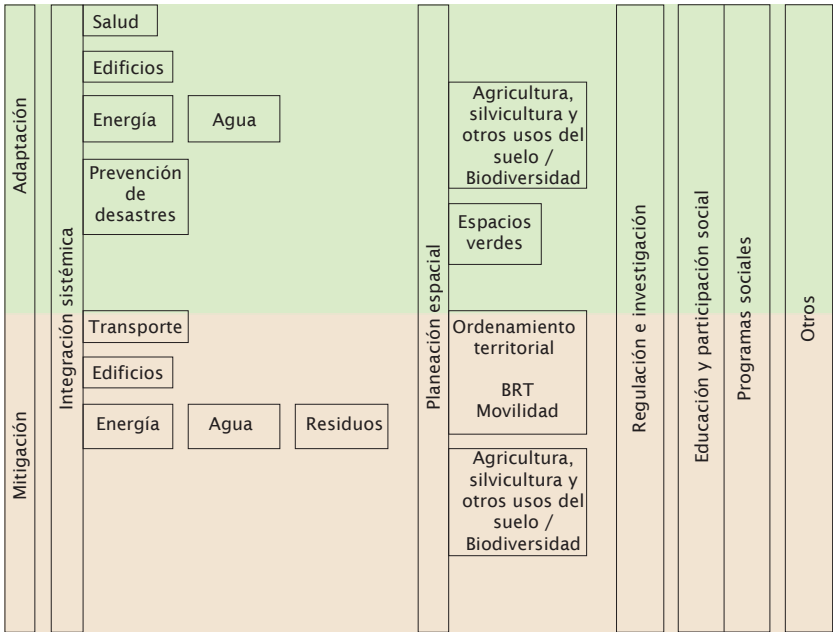 Adaptación
Mitigación
Integración sistémica
Salud
Edificios
Energía
Agua
Prevención
de
desastres
Transporte
Edificios
Energía
Agua
Residuos
Planeación espacial
Agricultura,
silvicultura y
otros usos del
suelo /
Biodiversidad
Espacios
verdes
Ordenamiento
territorial
BRT
Movilidad
Agricultura,
silvicultura y
otros usos del
suelo /
Biodiversidad
Regulación e investigación
Educación y participación social
Programas sociales
Otros